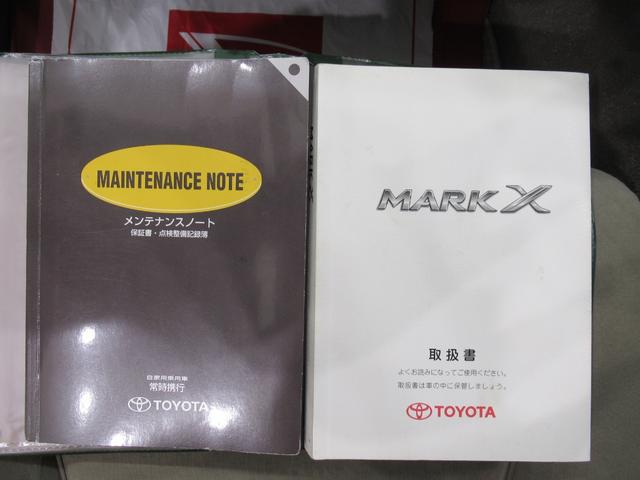 MAINTENANCE NOTE
メンテナンスノート
保証書・点検整備記録簿
自家用乗用車
常時携行
TOYOTA
MARK X
MARK X
取扱書
よくお読みになってご使用ください。
取扱書は車の中に保管しましょう。
TOYOTA